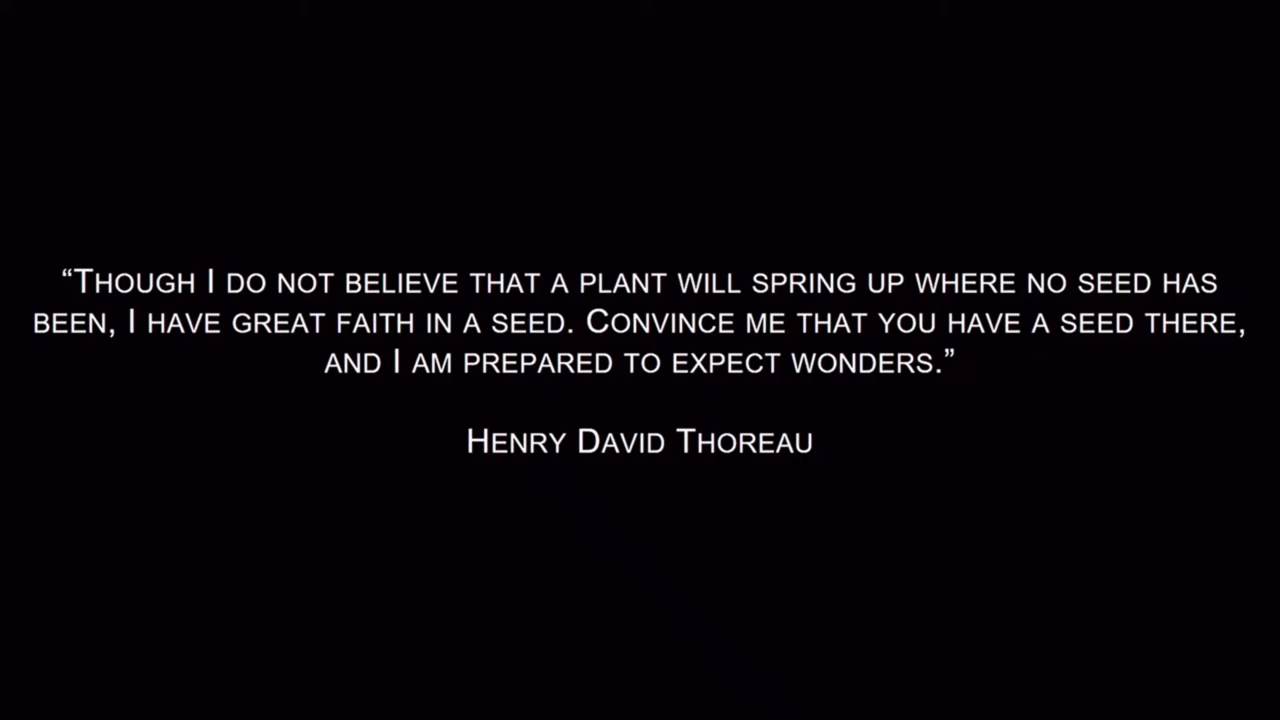 “Though I do not believe that a plant will spring up where no seed has
been, I have great faith in a seed. Convince me that you have a seed there,
and I am prepared to expect wonders.”
Henry David Thoreau